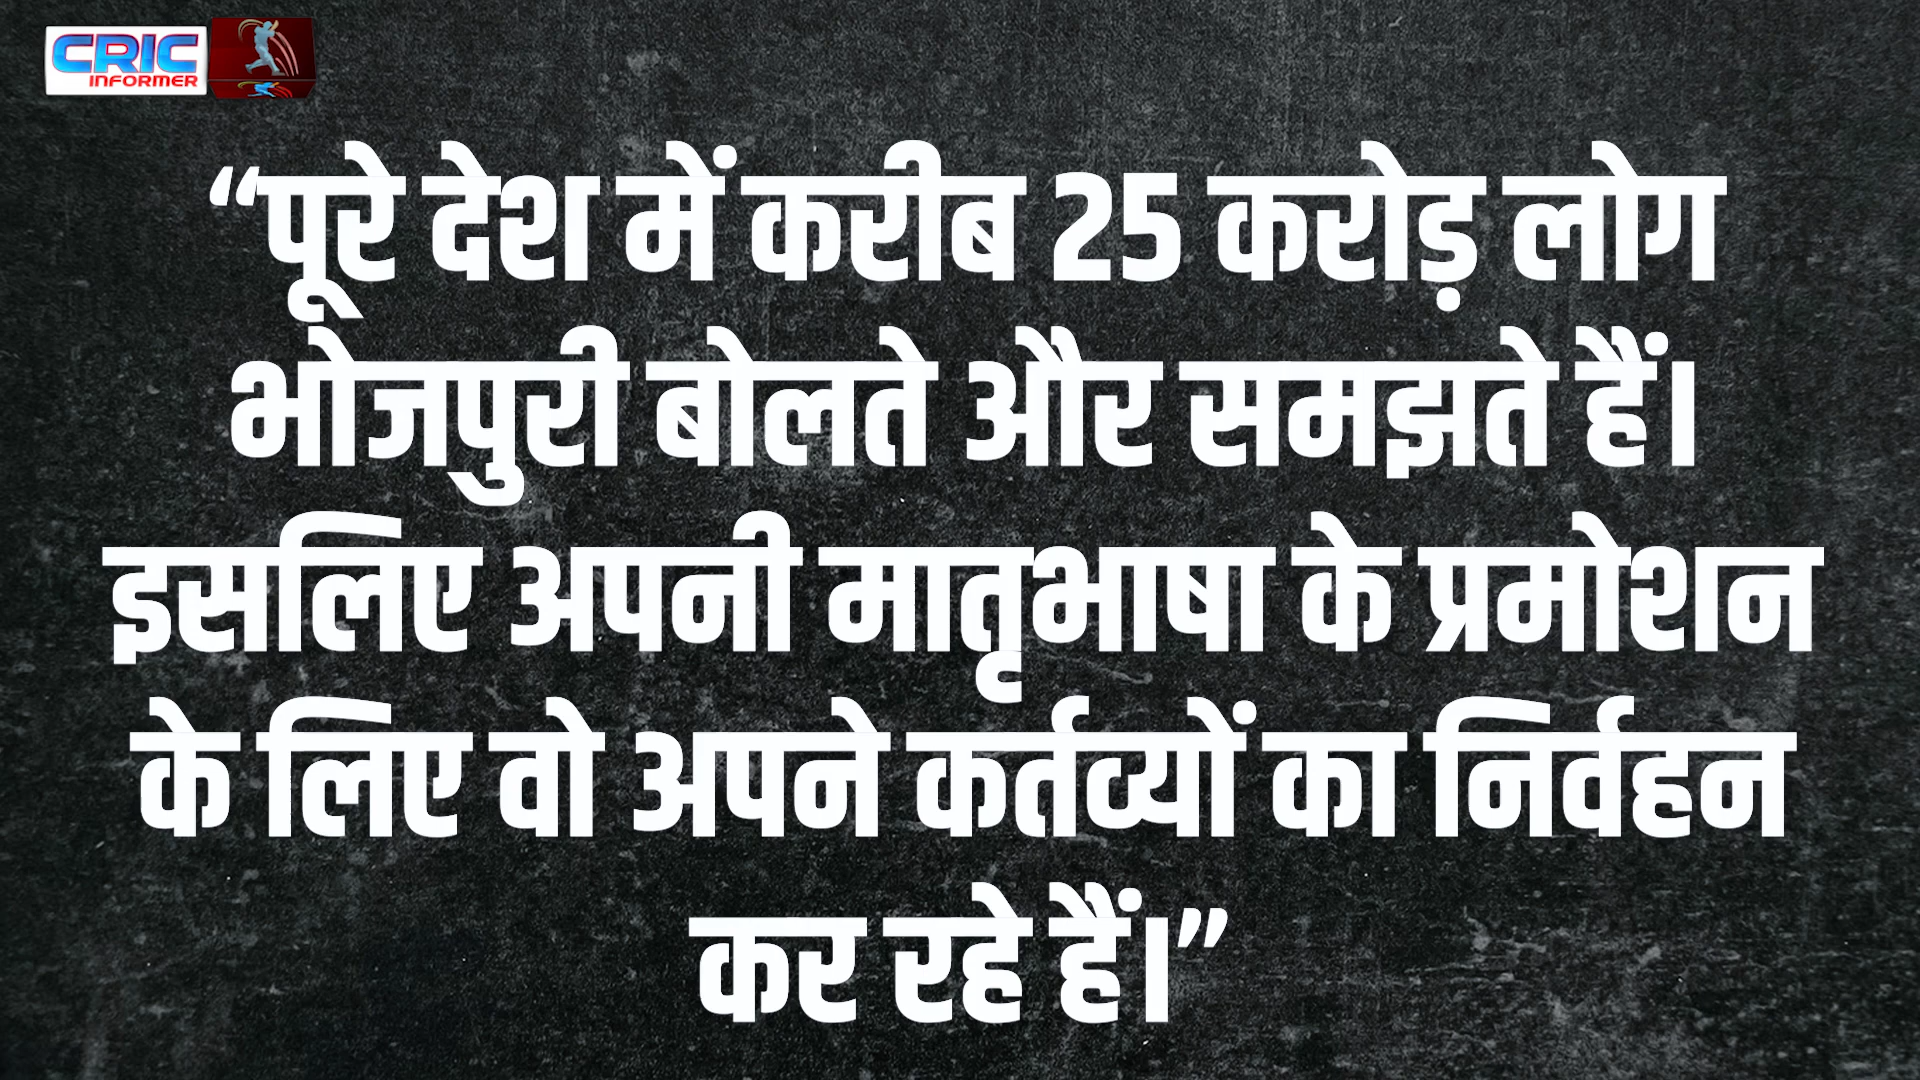 CRIC
INFORMER
“पूरे देश में करीब 25 करोड़ लोग
भोजपुरी बोलते और समझते हैं।
इसलिए अपनी मातृभाषा के प्रमोशन
के लिए वो अपने कर्तव्यों का निर्वहन
कर रहे हैं।”